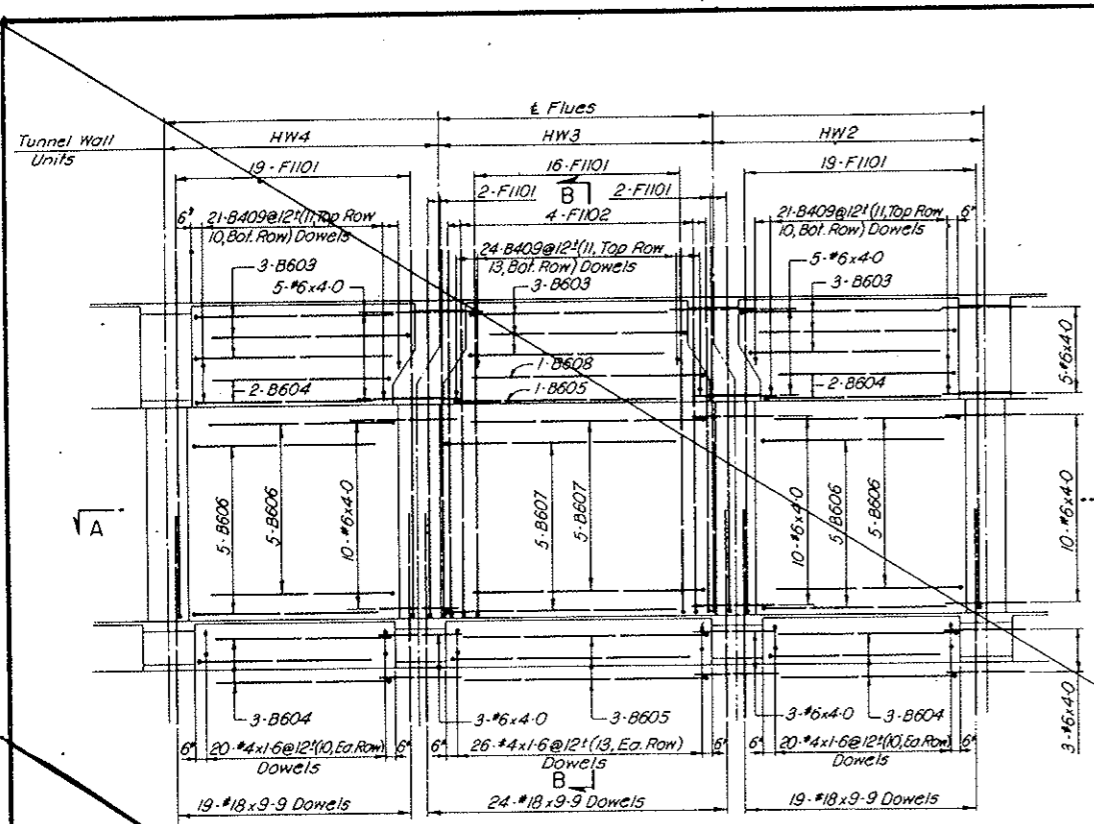 ℄ Flues
Tunnel Wall
Units
HW4
HW3
HW2
19-F1101
16-F1101
19-F1101
2-F1101
B
2-F1101
4-F1102
6"
21-B409@12"±(11,Top Row
10,Bot. Row) Dowels
24-B409@12"±(11, Top Row
13, Bot. Row) Dowels
21-B409@12"±(11,Top Row
10,Bot. Row) Dowels
6"
3-B603
5-#6x4-0
3-B603
5-#6x4-0
3-B603
1-B608
1-B605
2-B604
2-B604
5-#6x4-0
A
5-B606
5-B606
10-#6x4-0
5-B607
5-B607
10-#6x4-0
5-B606
5-B606
10-#6x4-0
3-B604
3-#6x4-0
3-B605
3-#6x4-0
3-B604
3-#6x4-0
6"
20-#4x1-6@12"±(10,Ea.Row)
Dowels
6"
6"
26-#4x1-6@12"±(13, Ea. Row)
Dowels
6"
6"
20-#4x1-6@12"±(10,Ea.Row)
Dowels
6"
B
19-#18x9-9 Dowels
24-#18x9-9 Dowels
19-#18x9-9 Dowels